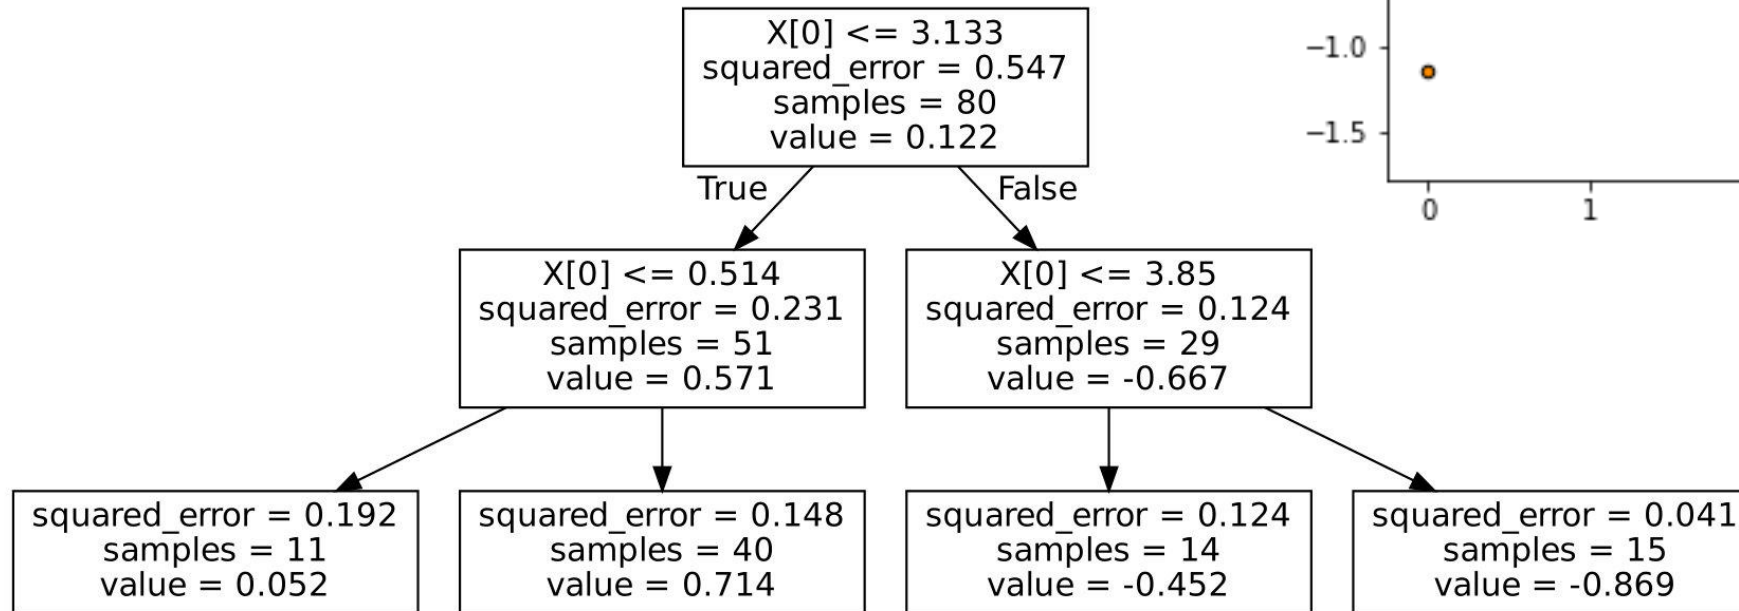 X[0] <= 3.133
squared_error = 0.547
samples = 80
value = 0.122
−1.0
−1.5
0
1
True
False
X[0] <= 0.514
squared_error = 0.231
samples = 51
value = 0.571
X[0] <= 3.85
squared_error = 0.124
samples = 29
value = -0.667
squared_error = 0.192
samples = 11
value = 0.052
squared_error = 0.148
samples = 40
value = 0.714
squared_error = 0.124
samples = 14
value = -0.452
squared_error = 0.041
samples = 15
value = -0.869